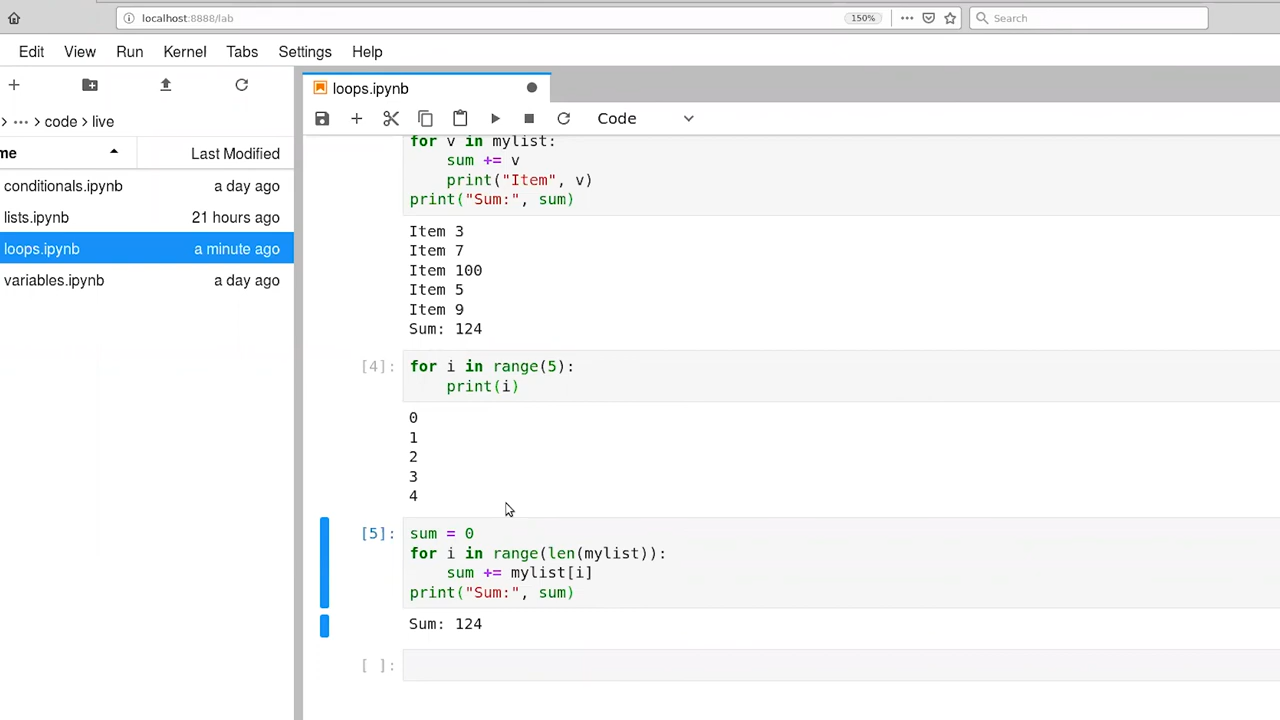 localhost:8888/lab
150%
Search
Edit View Run Kernel Tabs Settings Help
loops.ipynb
Code
... code live
me Last Modified
conditionals.ipynb a day ago
lists.ipynb 21 hours ago
loops.ipynb a minute ago
variables.ipynb a day ago
for v in mylist:
    sum += v
    print("Item", v)
print("Sum:", sum)
Item 3
Item 7
Item 100
Item 5
Item 9
Sum: 124
[4]: for i in range(5):
    print(i)
0
1
2
3
4
[5]: sum = 0
for i in range(len(mylist)):
    sum += mylist[i]
print("Sum:", sum)
Sum: 124
[ ]: